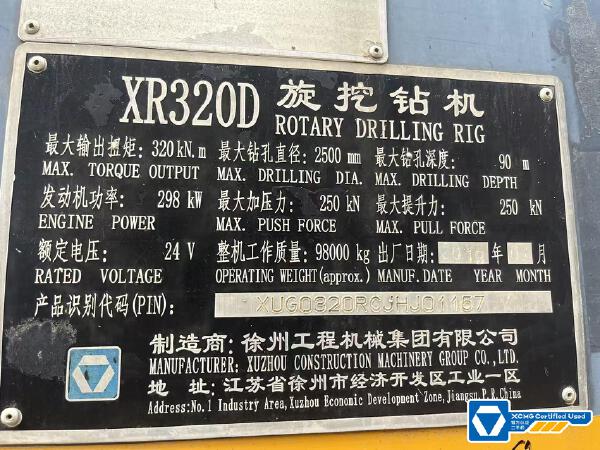 XR320D 旋挖钻机
ROTARY DRILLING RIG
最大输出扭矩: 320 kN.m 最大钻孔直径: 2500 mm 最大钻孔深度: 90 m
MAX. TORQUE OUTPUT MAX. DRILLING DIA. MAX. DRILLING DEPTH
发动机功率: 298 kW 最大加压力: 250 kN 最大提升力: 250 kN
ENGINE POWER MAX. PUSH FORCE MAX. PULL FORCE
额定电压: 24 V 整机工作质量: 98000 kg 出厂日期: 年 月
RATED VOLTAGE OPERATING WEIGHT(approx.) MANUF. DATE YEAR MONTH
产品识别代码(PIN):
制造商: 徐州工程机械集团有限公司
MANUFACTURER: XUZHOU CONSTRUCTION MACHINERY GROUP CO., LTD.
地 址: 江苏省徐州市经济开发区工业一区
Address: No. 1 Industry Area, Xuzhou Economic Development Zone, Jiangsu, P. R. China
XCMG Certified Used
官方认证
二手机